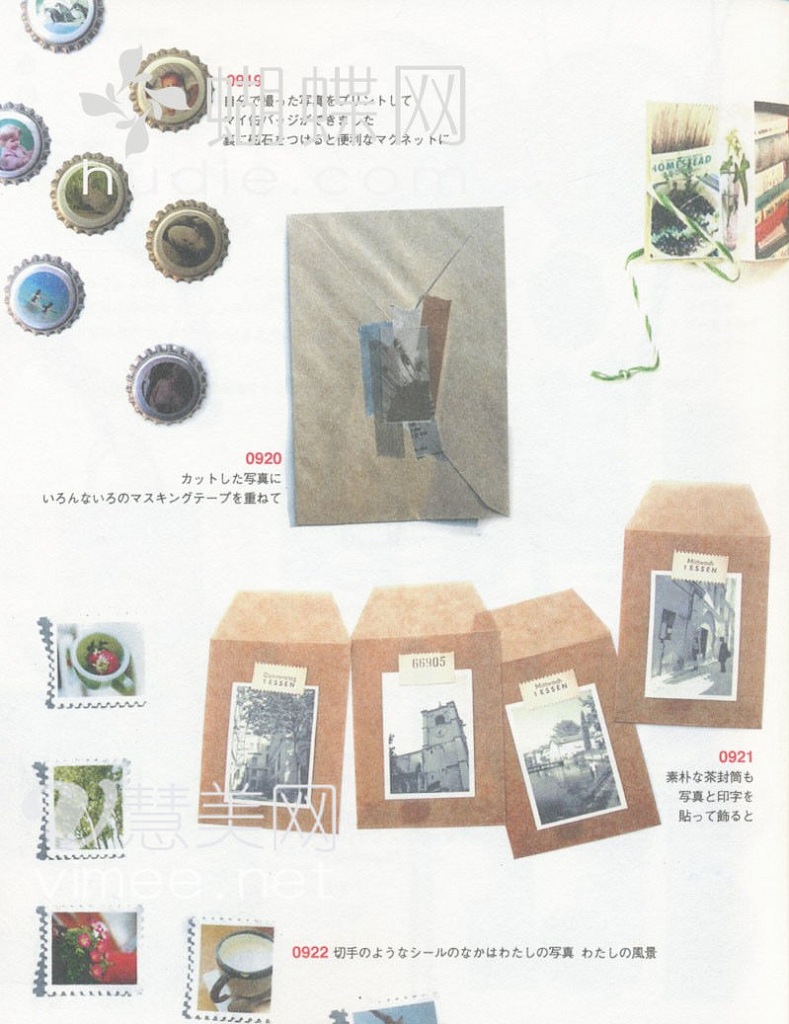 0919
自分で撮った写真をプリントして
マイ缶バッジができました
裏に磁石をつけると便利なマグネットに
蝴蝶网
hudie.com
HOMESTEAD
0920
カットした写真に
いろんないろのマスキングテープを重ねて
Mittwoch
1 ESSEN
Donnerstag
1 ESSEN
66905
Mittwoch
1 ESSEN
0921
素朴な茶封筒も
写真と印字を
貼って飾ると
慧美网
vimee.net
0922 切手のようなシールのなかはわたしの写真 わたしの風景